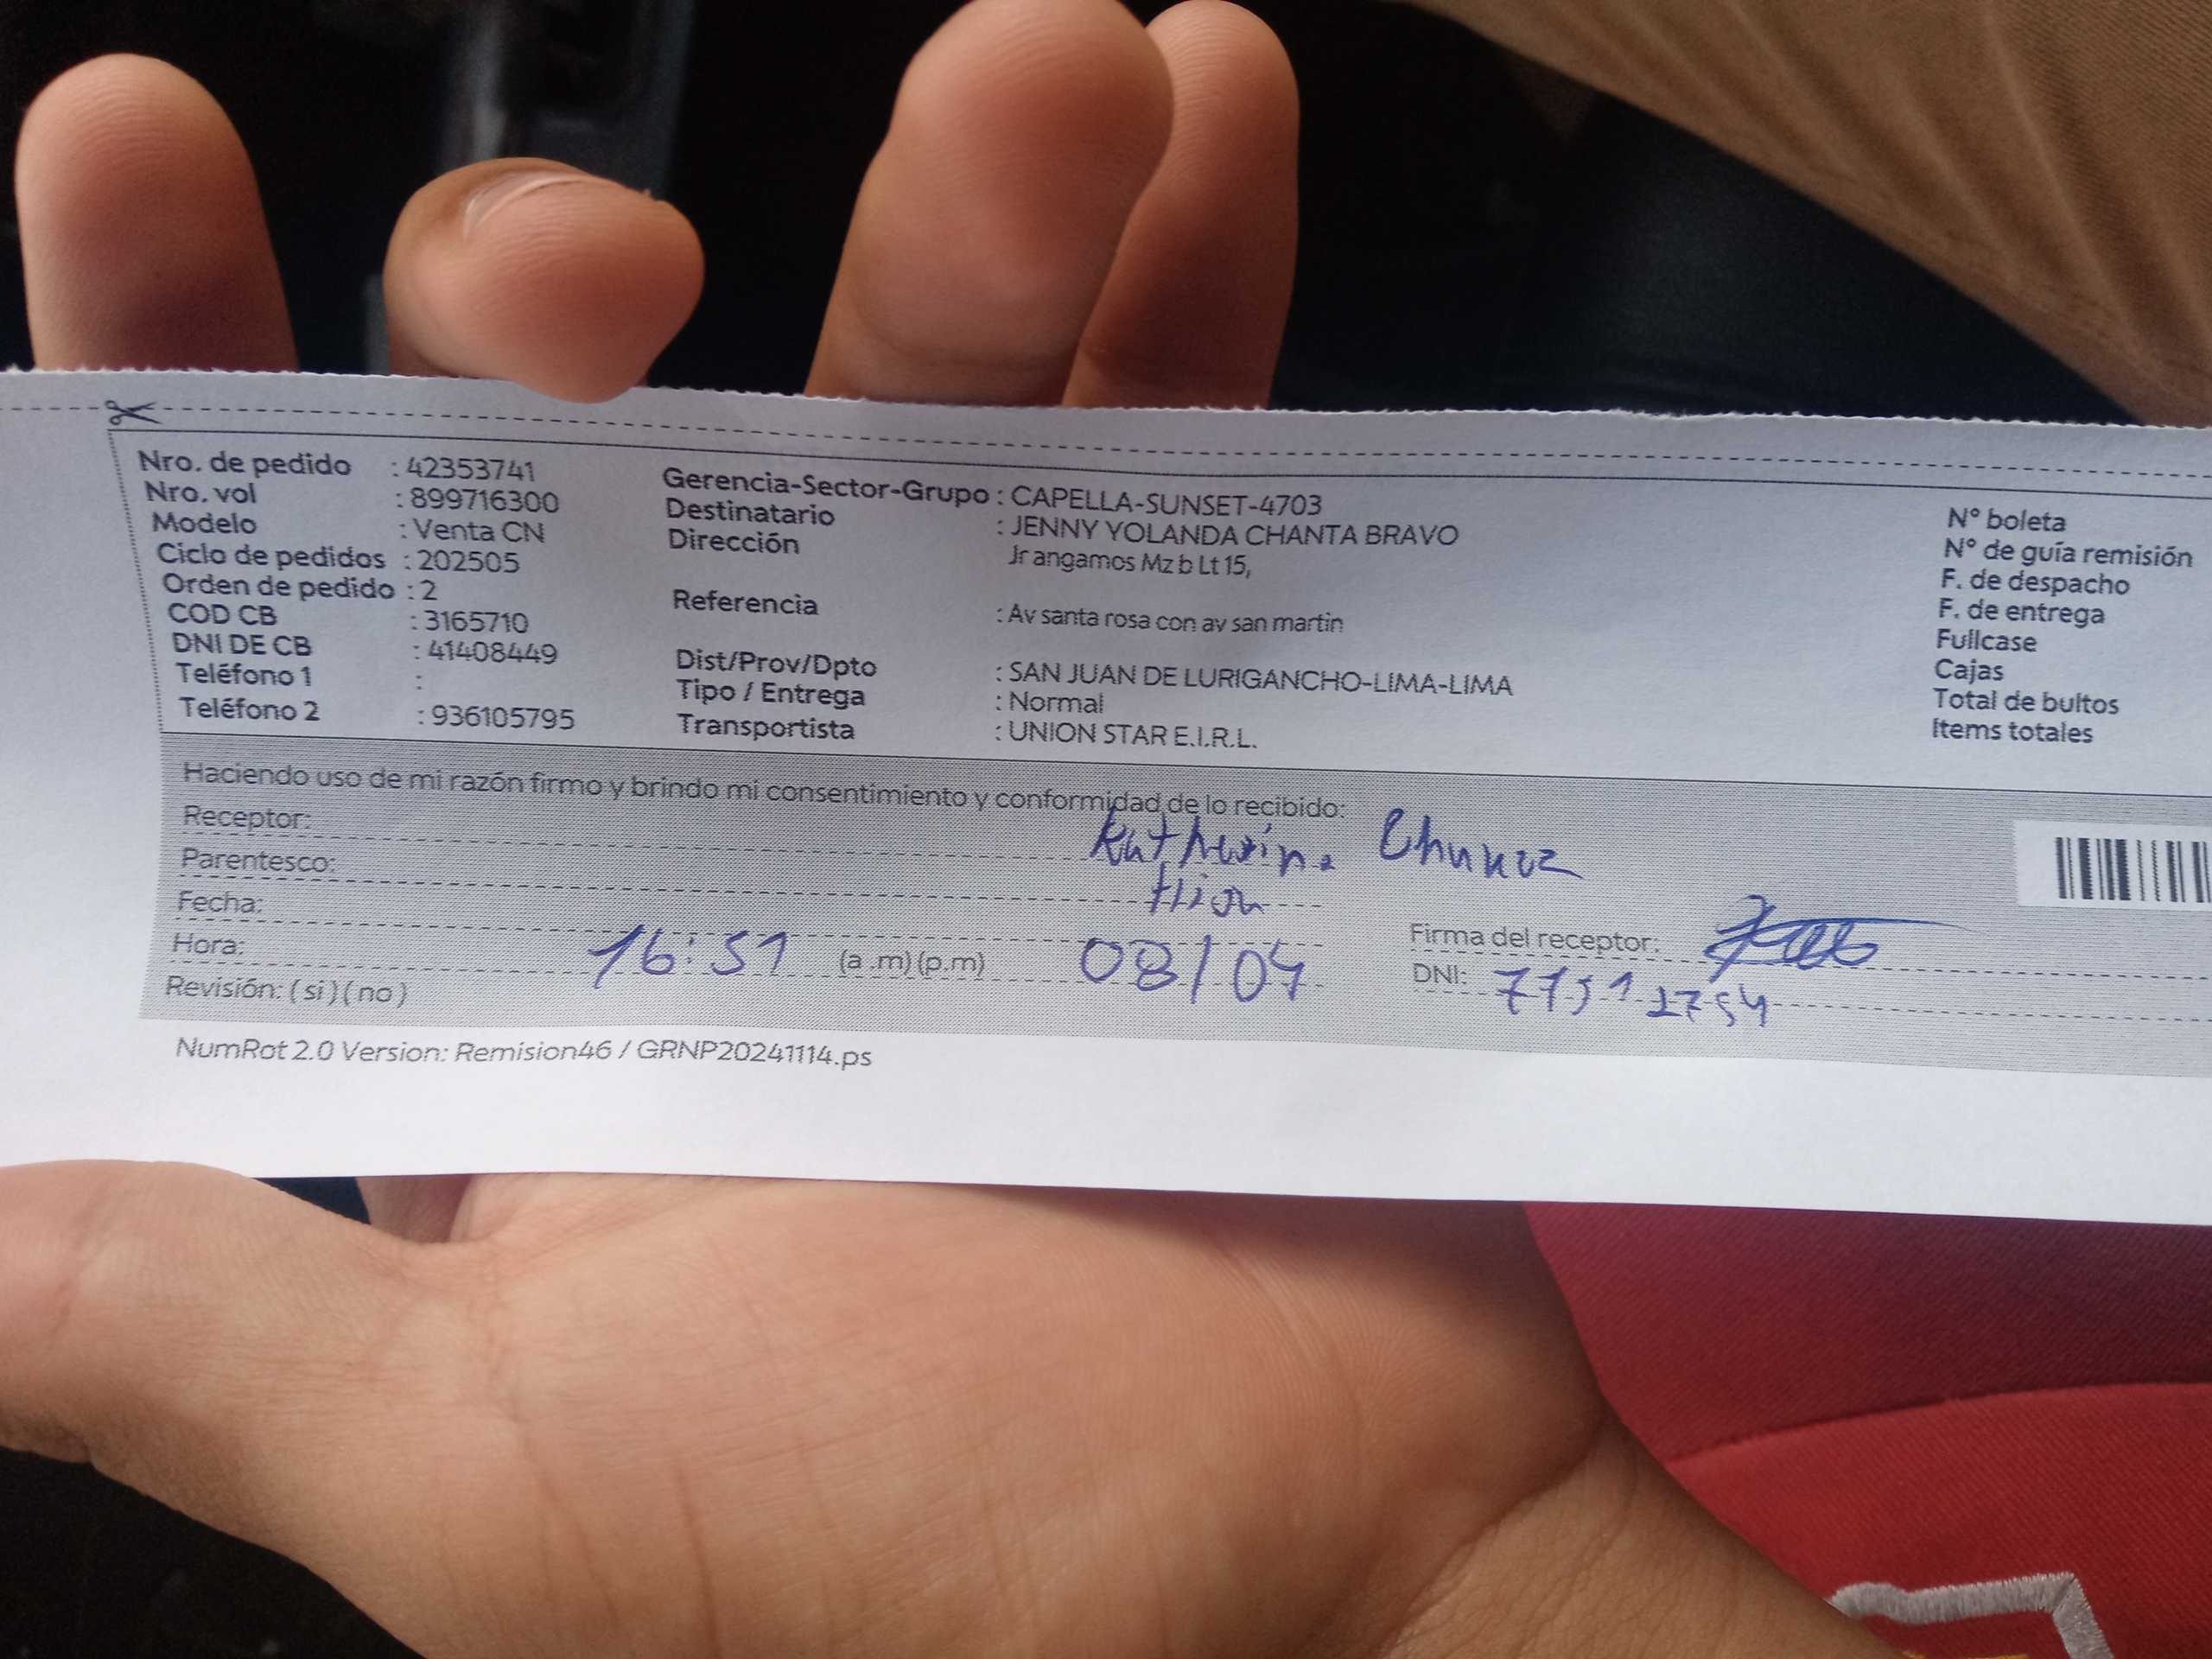 Nro. de pedido : 42353741
Nro. vol : 899716300
Modelo : Venta CN
Ciclo de pedidos : 202505
Orden de pedido : 2
COD CB : 3165710
DNI DE CB : 41408449
Teléfono 1 :
Teléfono 2 : 936105795
Gerencia-Sector-Grupo : CAPELLA-SUNSET-4703
Destinatario : JENNY YOLANDA CHANTA BRAVO
Dirección Jr angamos Mz b Lt 15,
Referencia : Av santa rosa con av san martin
Dist/Prov/Dpto : SAN JUAN DE LURIGANCHO-LIMA-LIMA
Tipo / Entrega : Normal
Transportista : UNION STAR E.I.R.L.
N° boleta
N° de guía remisión
F. de despacho
F. de entrega
Fullcase
Cajas
Total de bultos
Items totales
Haciendo uso de mi razón firmo y brindo mi consentimiento y conformidad de lo recibido:
Receptor: Katherine
Parentesco:
Fecha:
Hora: 16:51 (a .m) (p.m) 08/04
Revisión: ( si ) ( no )
Firma del receptor:
DNI:
NumRot 2.0 Version: Remision46 / GRNP20241114.ps